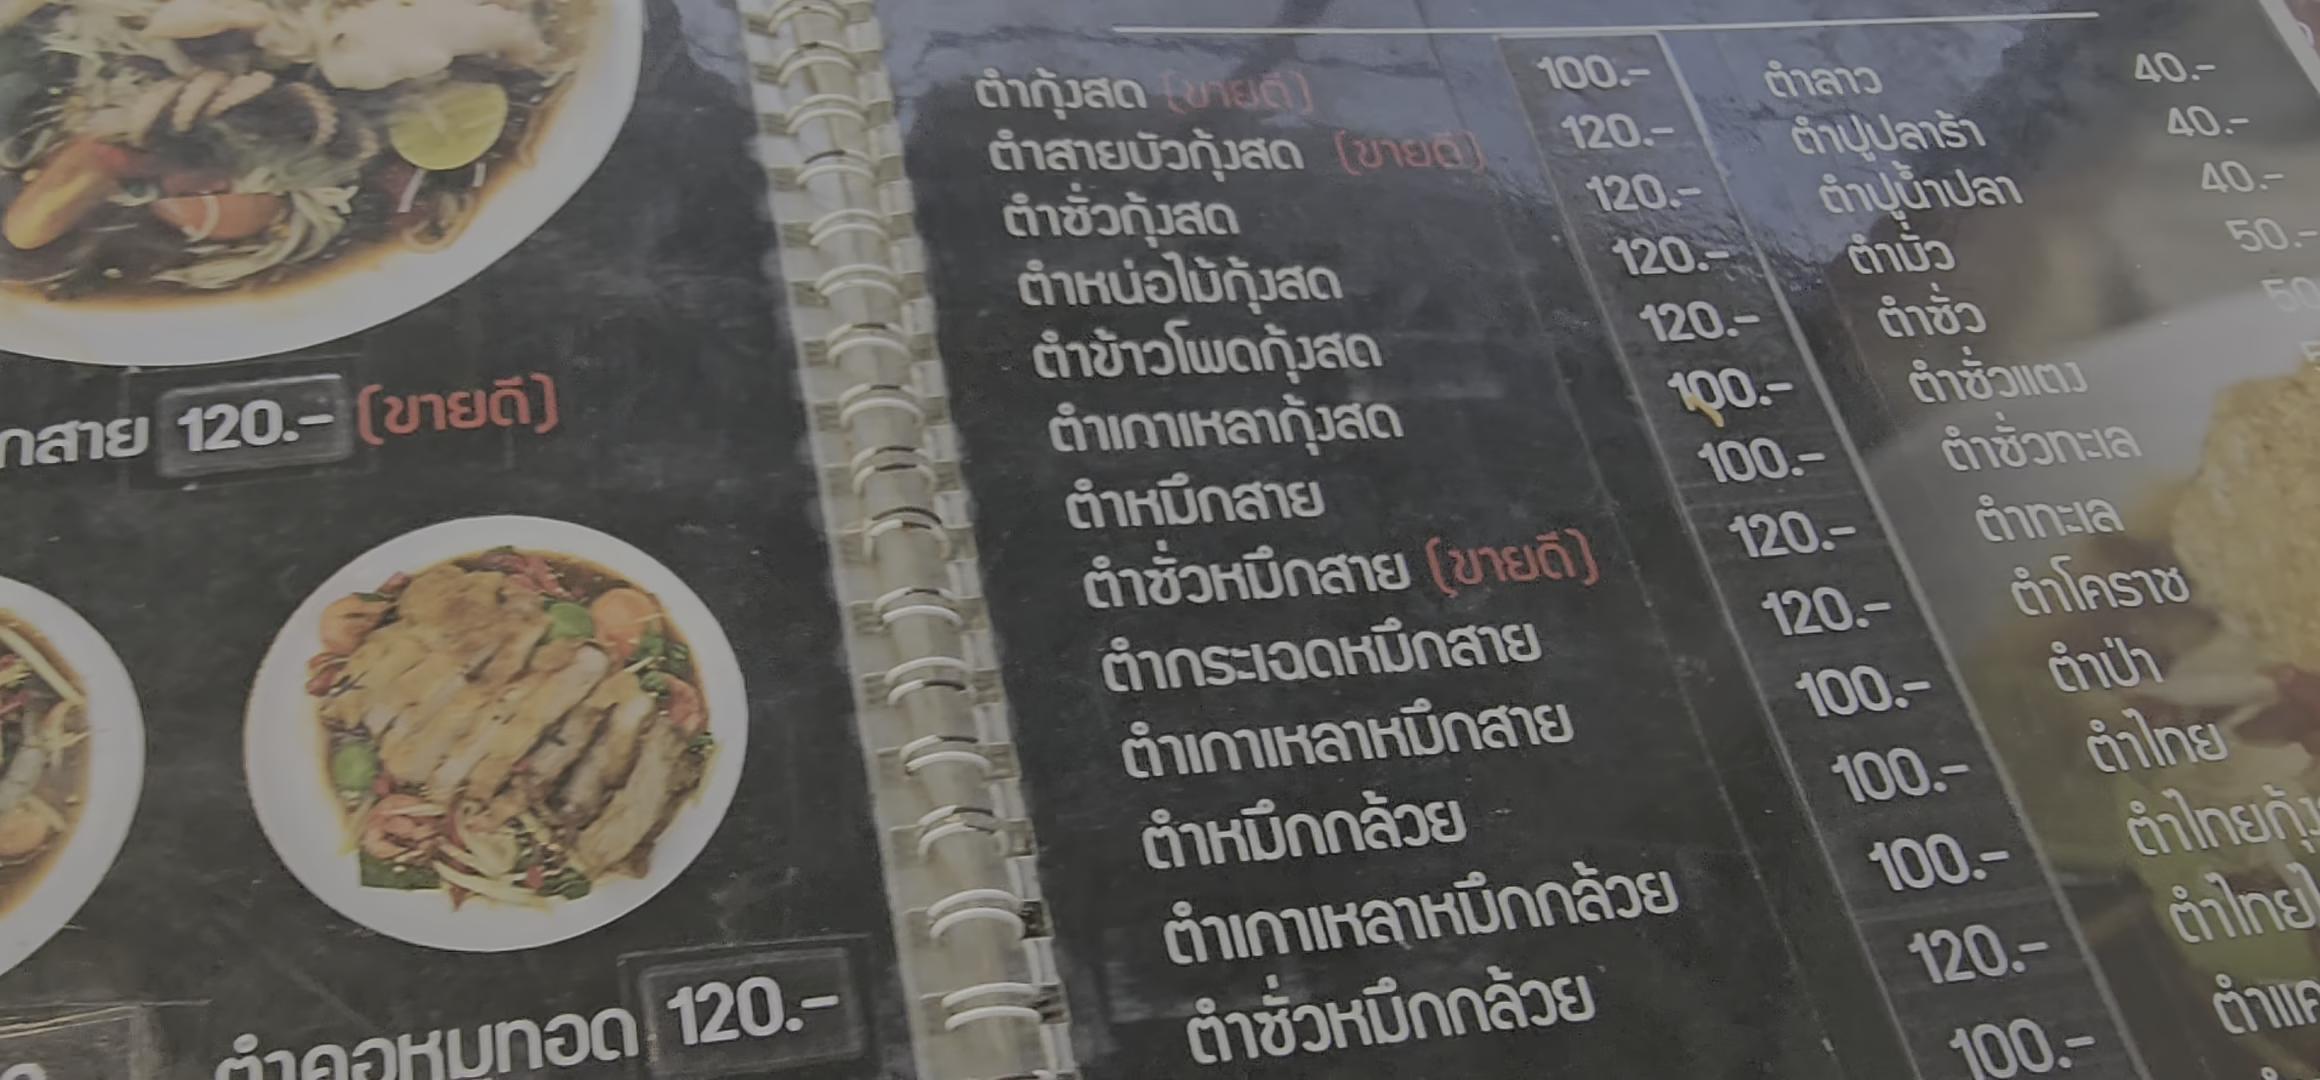 กสาย 120.- (ขายดี)
ตำคอหมูทอด 120.-
ตำกุ้งสด (ขายดี) 100.-
ตำสายบัวกุ้งสด (ขายดี) 120.-
ตำซั่วกุ้งสด 120.-
ตำหน่อไม้กุ้งสด 120.-
ตำข้าวโพดกุ้งสด 120.-
ตำเกาเหลากุ้งสด 100.-
ตำหมึกสาย 100.-
ตำซั่วหมึกสาย (ขายดี) 120.-
ตำกระเฉดหมึกสาย 120.-
ตำเกาเหลาหมึกสาย 100.-
ตำหมึกกล้วย 100.-
ตำเกาเหลาหมึกกล้วย 100.-
ตำซั่วหมึกกล้วย 120.-
100.-
ตำลาว 40.-
ตำปูปลาร้า 40.-
ตำปูน้ำปลา 40.-
ตำมั่ว 50.-
ตำซั่ว 50
ตำซั่วแตง
ตำซั่วทะเล
ตำทะเล
ตำโคราช
ตำป่า
ตำไทย
ตำไทยกุ้ง
ตำไทย